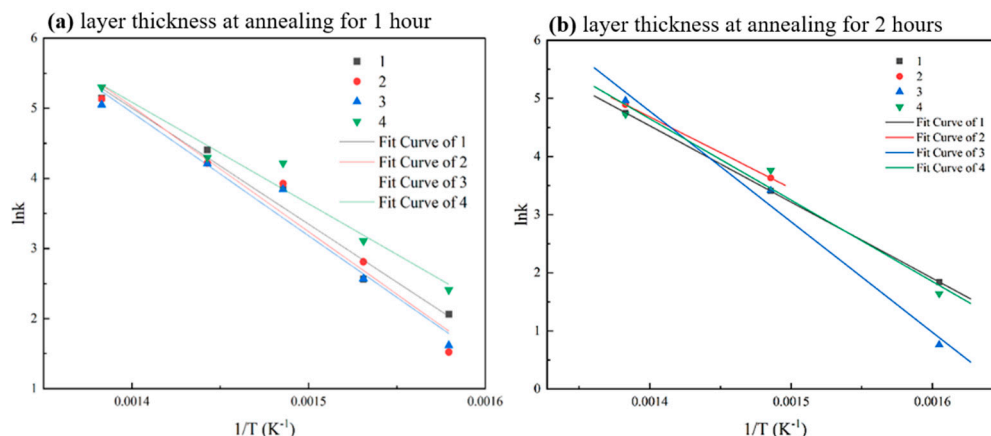 (a) layer thickness at annealing for 1 hour
1
2
3
4
Fit Curve of 1
Fit Curve of 2
Fit Curve of 3
Fit Curve of 4
6
5
4
3
2
1
lnk
0.0014
0.0015
0.0016
1/T (K⁻¹)
(b) layer thickness at annealing for 2 hours
1
2
3
4
Fit Curve of 1
Fit Curve of 2
Fit Curve of 3
Fit Curve of 4
6
5
4
3
2
1
0
lnk
0.0014
0.0015
0.0016
1/T (K⁻¹)